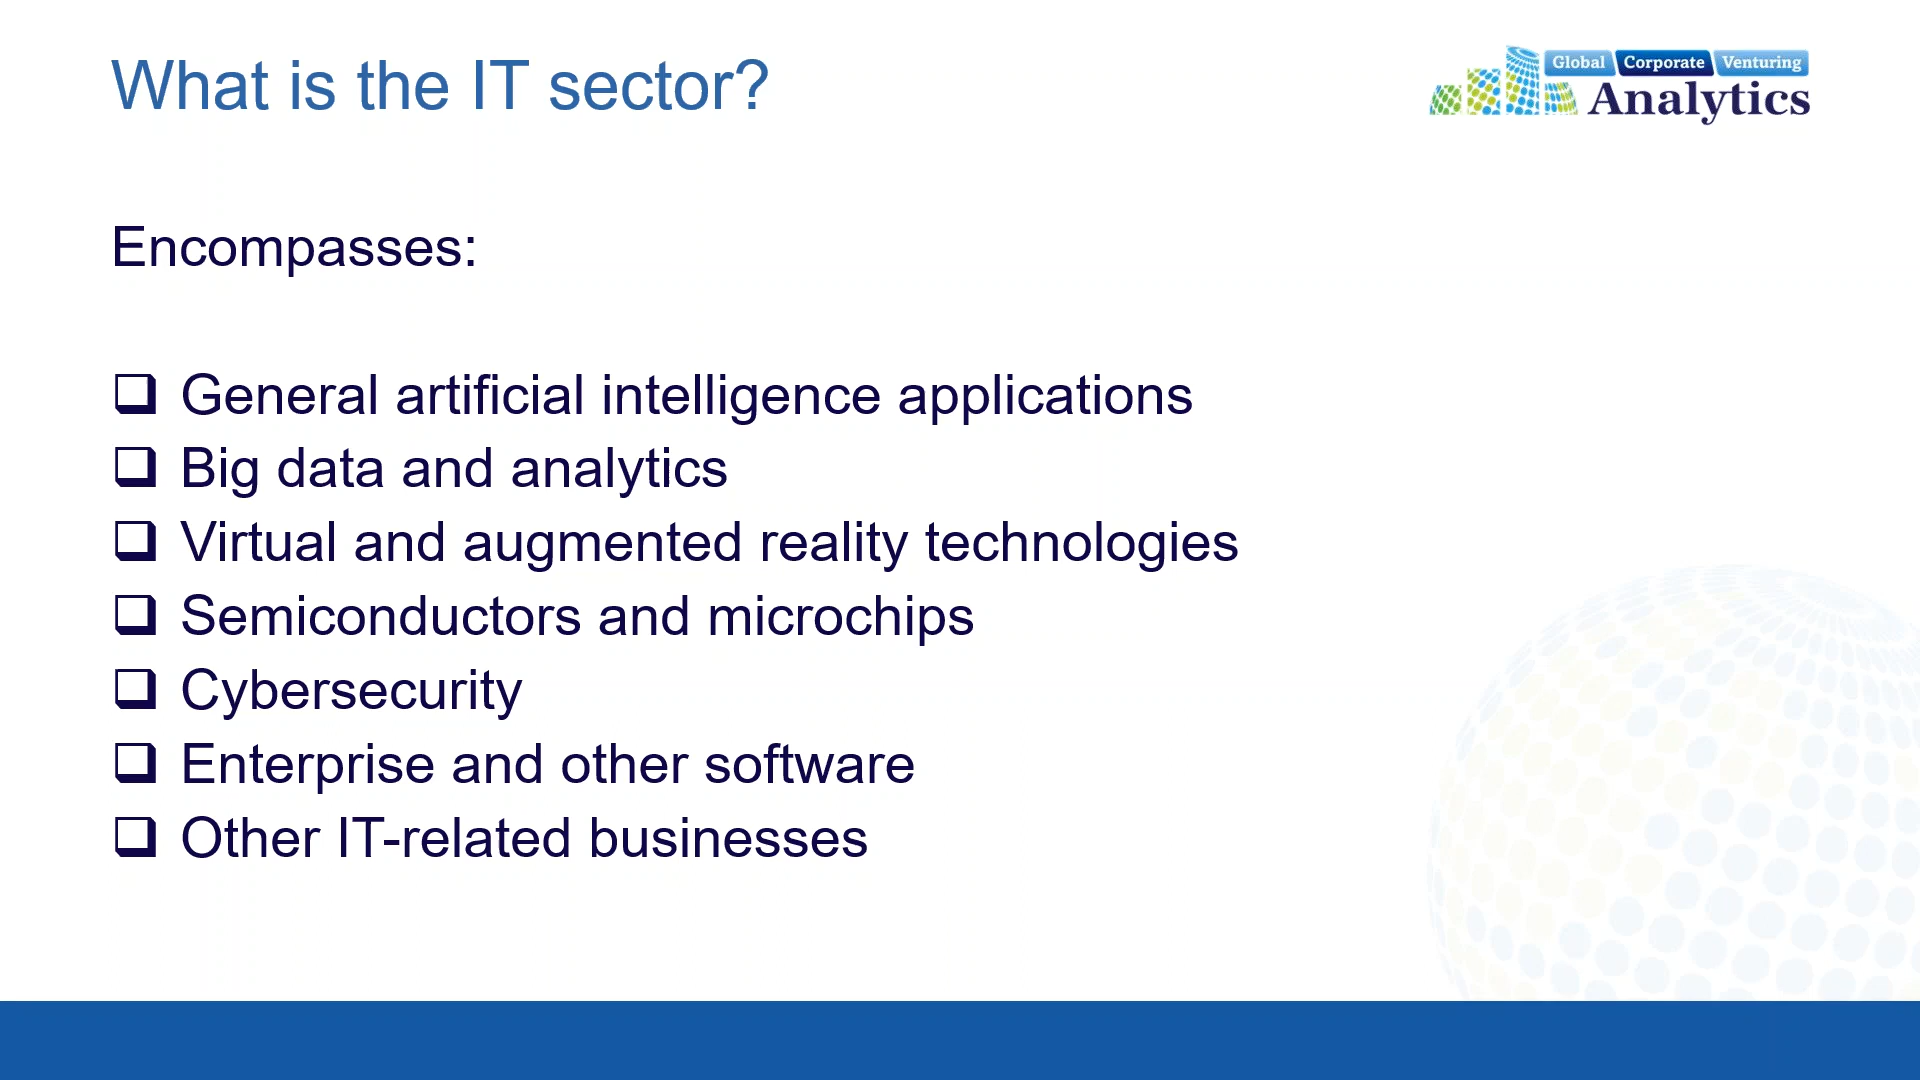 What is the IT sector?
Global Corporate Venturing
Analytics
Encompasses:
❑ General artificial intelligence applications
❑ Big data and analytics
❑ Virtual and augmented reality technologies
❑ Semiconductors and microchips
❑ Cybersecurity
❑ Enterprise and other software
❑ Other IT-related businesses